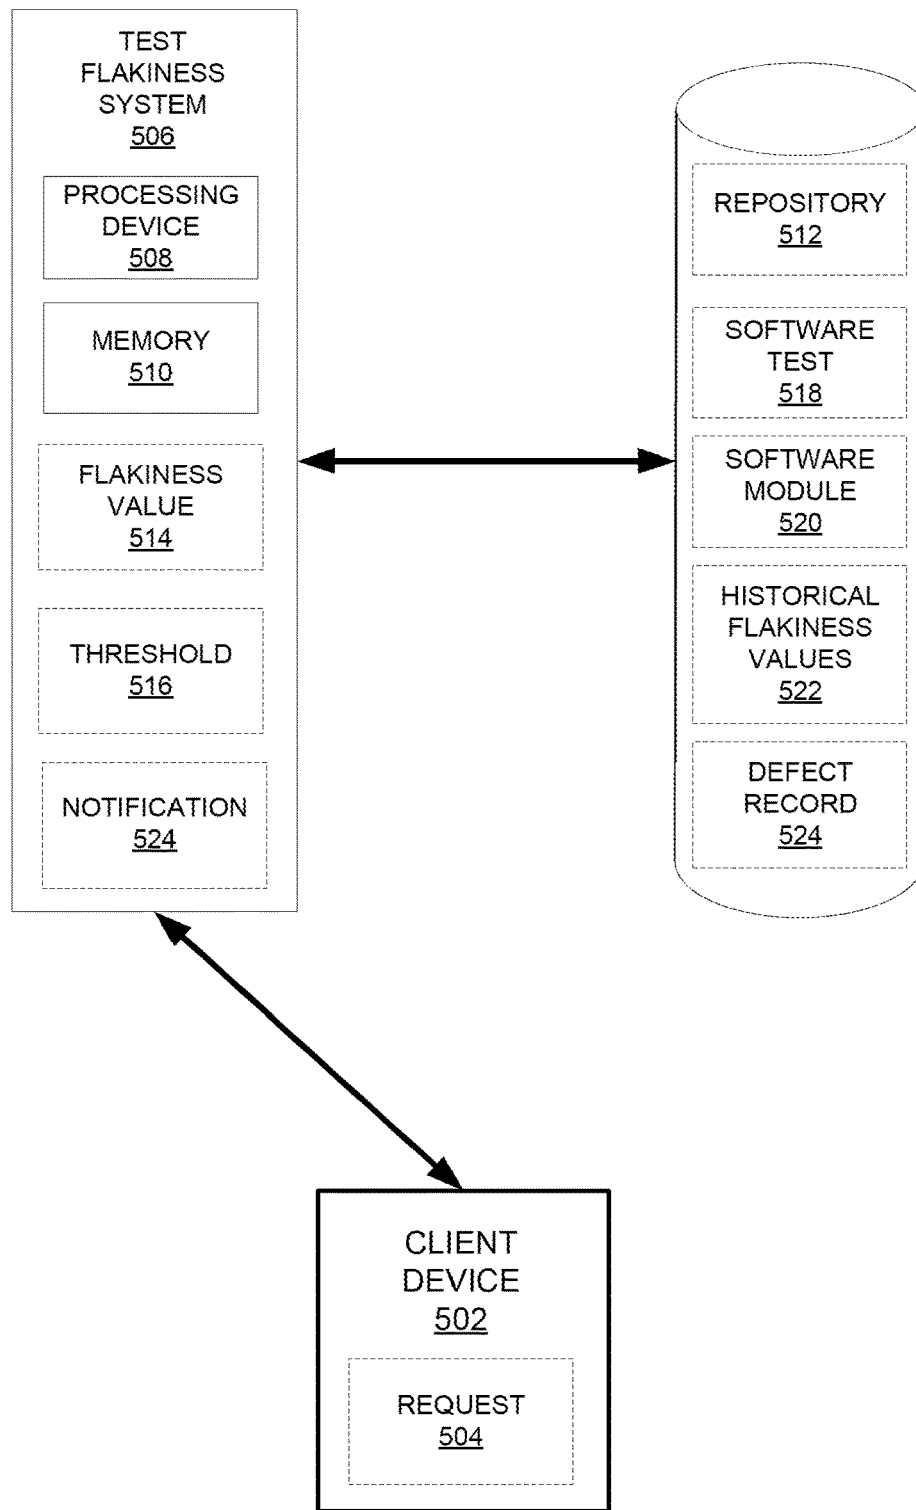 TEST
FLAKINESS
SYSTEM
506
PROCESSING
DEVICE
508
MEMORY
510
FLAKINESS
VALUE
514
THRESHOLD
516
NOTIFICATION
524
REPOSITORY
512
SOFTWARE
TEST
518
SOFTWARE
MODULE
520
HISTORICAL
FLAKINESS
VALUES
522
DEFECT
RECORD
524
CLIENT
DEVICE
502
REQUEST
504